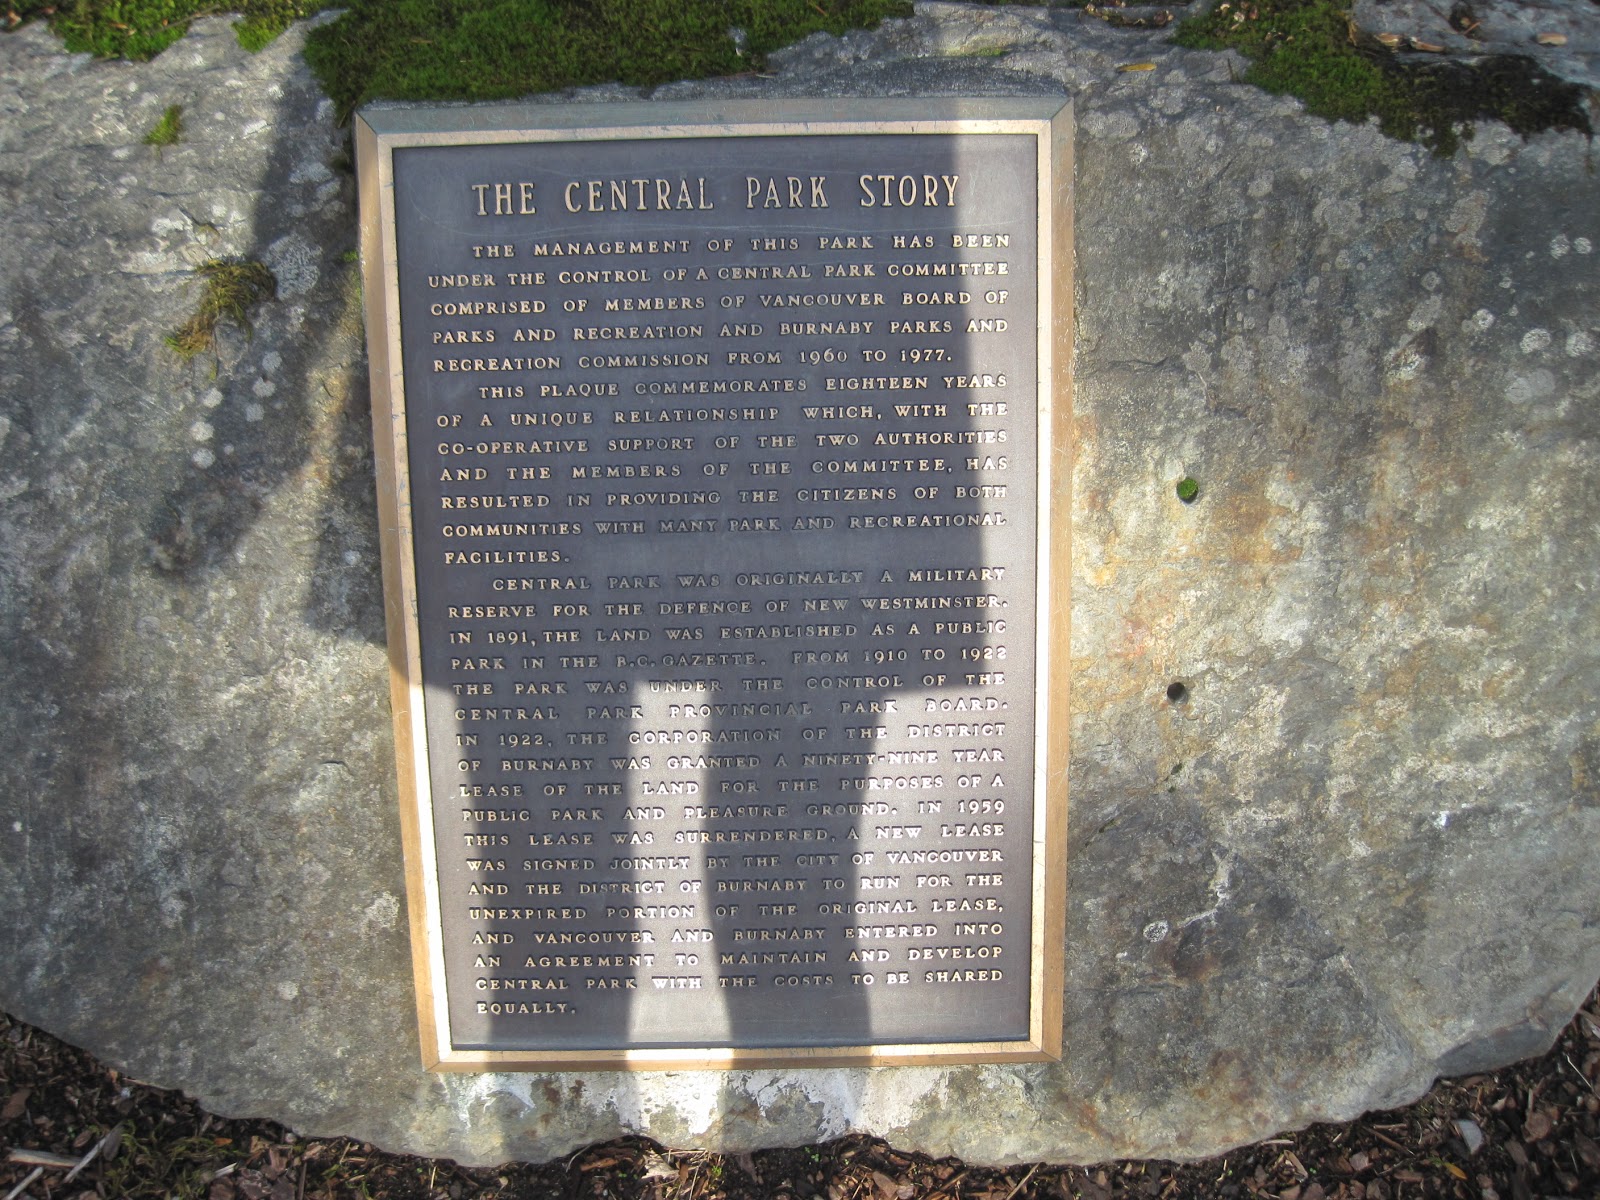 THE CENTRAL PARK STORY
THE MANAGEMENT OF THIS PARK HAS BEEN
UNDER THE CONTROL OF A CENTRAL PARK COMMITTEE
COMPRISED OF MEMBERS OF VANCOUVER BOARD OF
PARKS AND RECREATION AND BURNABY PARKS AND
RECREATION COMMISSION FROM 1960 TO 1977.
THIS PLAQUE COMMEMORATES EIGHTEEN YEARS
OF A UNIQUE RELATIONSHIP WHICH, WITH THE
CO-OPERATIVE SUPPORT OF THE TWO AUTHORITIES
AND THE MEMBERS OF THE COMMITTEE, HAS
RESULTED IN PROVIDING THE CITIZENS OF BOTH
COMMUNITIES WITH MANY PARK AND RECREATIONAL
FACILITIES.
CENTRAL PARK WAS ORIGINALLY A MILITARY
RESERVE FOR THE DEFENCE OF NEW WESTMINSTER.
IN 1891, THE LAND WAS ESTABLISHED AS A PUBLIC
PARK IN THE B.C. GAZETTE. FROM 1910 TO 1922
THE PARK WAS UNDER THE CONTROL OF THE
CENTRAL PARK PROVINCIAL PARK BOARD.
IN 1922, THE CORPORATION OF THE DISTRICT
OF BURNABY WAS GRANTED A NINETY-NINE YEAR
LEASE OF THE LAND FOR THE PURPOSES OF A
PUBLIC PARK AND PLEASURE GROUND. IN 1959
THIS LEASE WAS SURRENDERED, A NEW LEASE
WAS SIGNED JOINTLY BY THE CITY OF VANCOUVER
AND THE DISTRICT OF BURNABY TO RUN FOR THE
UNEXPIRED PORTION OF THE ORIGINAL LEASE,
AND VANCOUVER AND BURNABY ENTERED INTO
AN AGREEMENT TO MAINTAIN AND DEVELOP
CENTRAL PARK WITH THE COSTS TO BE SHARED
EQUALLY.